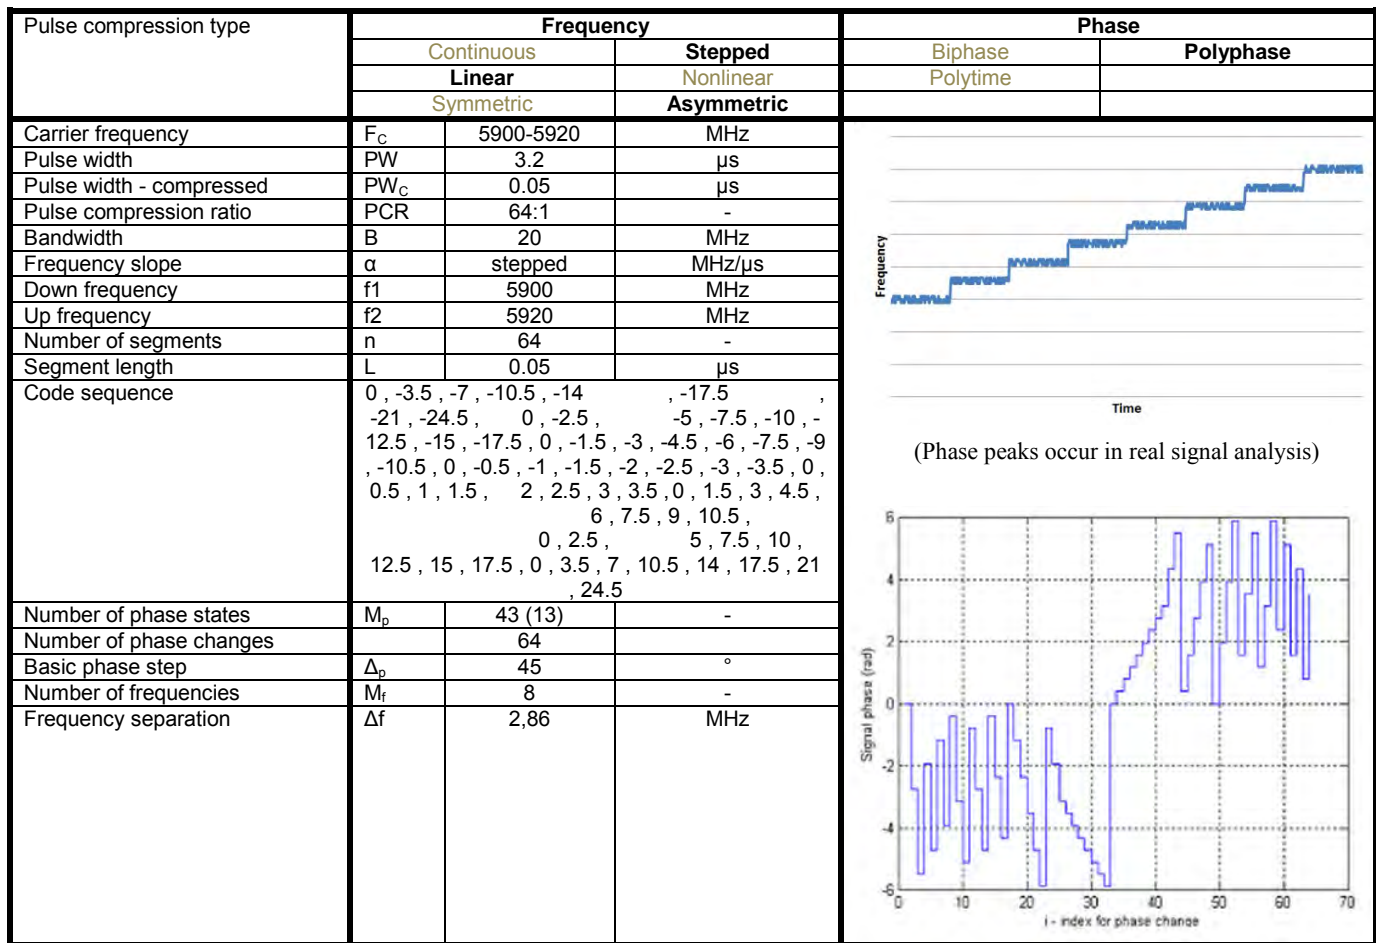 Pulse compression type Frequency Phase
Continuous Stepped Biphase Polyphase
Linear Nonlinear Polytime
Symmetric Asymmetric
Carrier frequency F_C 5900-5920 MHz
Pulse width PW 3.2 µs
Pulse width - compressed PW_C 0.05 µs
Pulse compression ratio PCR 64:1 -
Bandwidth B 20 MHz
Frequency slope α stepped MHz/µs
Down frequency f1 5900 MHz
Up frequency f2 5920 MHz
Number of segments n 64 -
Segment length L 0.05 µs
Code sequence 0 , -3.5 , -7 , -10.5 , -14 , -17.5 ,
-21 , -24.5 , 0 , -2.5 , -5 , -7.5 , -10 , -
12.5 , -15 , -17.5 , 0 , -1.5 , -3 , -4.5 , -6 , -7.5 , -9
, -10.5 , 0 , -0.5 , -1 , -1.5 , -2 , -2.5 , -3 , -3.5 , 0 ,
0.5 , 1 , 1.5 , 2 , 2.5 , 3 , 3.5 ,0 , 1.5 , 3 , 4.5 ,
6 , 7.5 , 9 , 10.5 ,
0 , 2.5 , 5 , 7.5 , 10 ,
12.5 , 15 , 17.5 , 0 , 3.5 , 7 , 10.5 , 14 , 17.5 , 21
, 24.5
Number of phase states M_p 43 (13) -
Number of phase changes 64
Basic phase step Δ_p 45 °
Number of frequencies M_f 8 -
Frequency separation Δf 2,86 MHz
Frequency
Time
(Phase peaks occur in real signal analysis)
Signal phase (rad)
6
4
2
0
-2
-4
-6
0 10 20 30 40 50 60 70
i - index for phase change